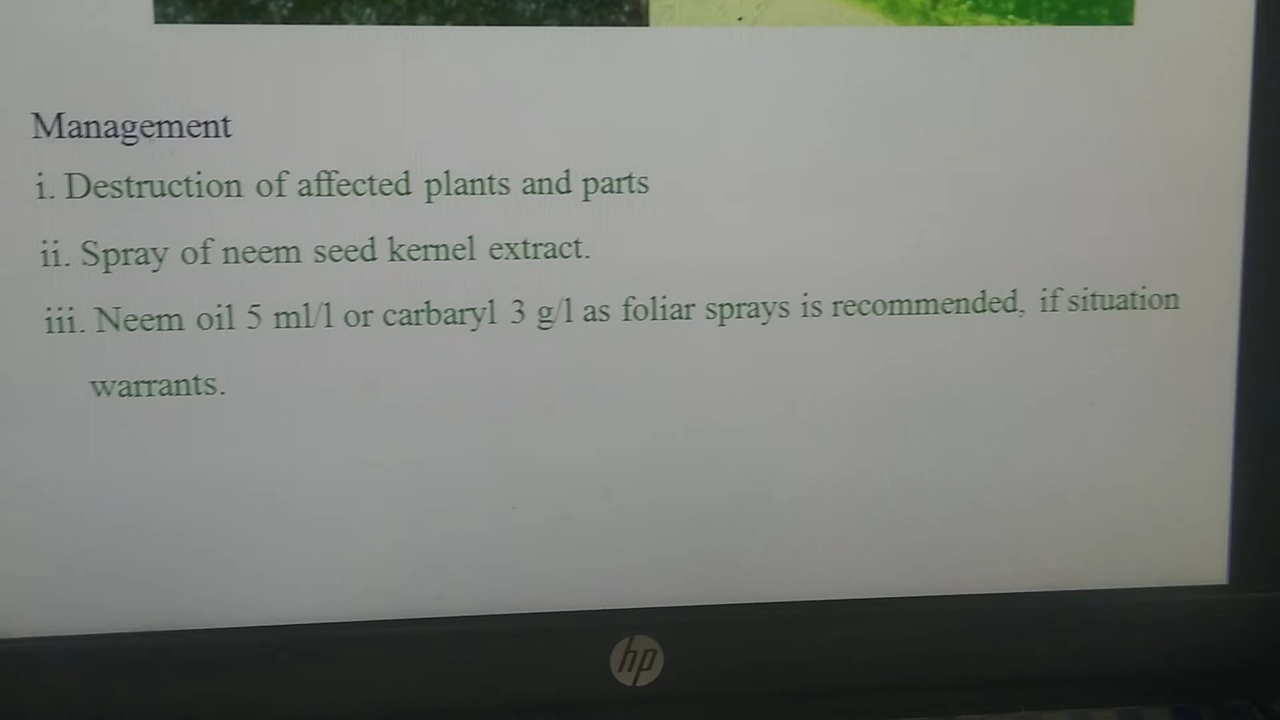 Management
i. Destruction of affected plants and parts
ii. Spray of neem seed kernel extract.
iii. Neem oil 5 ml/l or carbaryl 3 g/l as foliar sprays is recommended, if situation
warrants.
hp